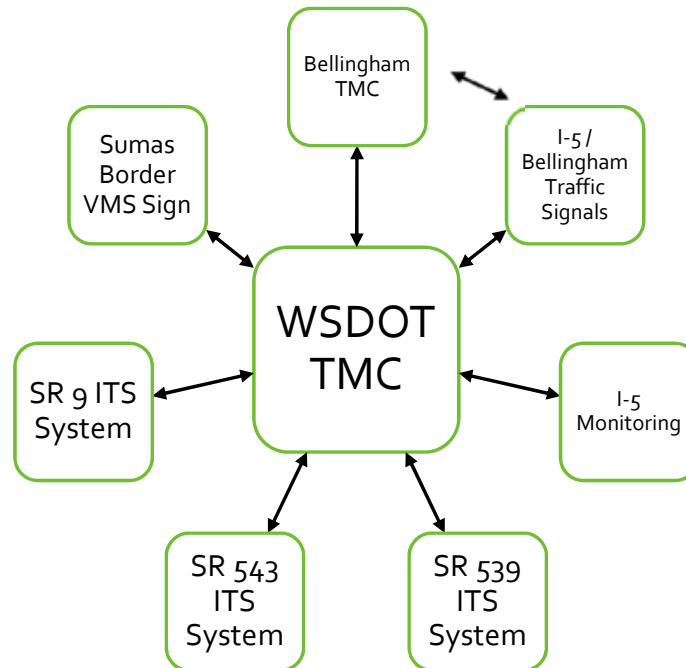 Bellingham
TMC
Sumas
Border
VMS Sign
I-5 /
Bellingham
Traffic
Signals
WSDOT
TMC
SR 9 ITS
System
I-5
Monitoring
SR 543
ITS
System
SR 539
ITS
System